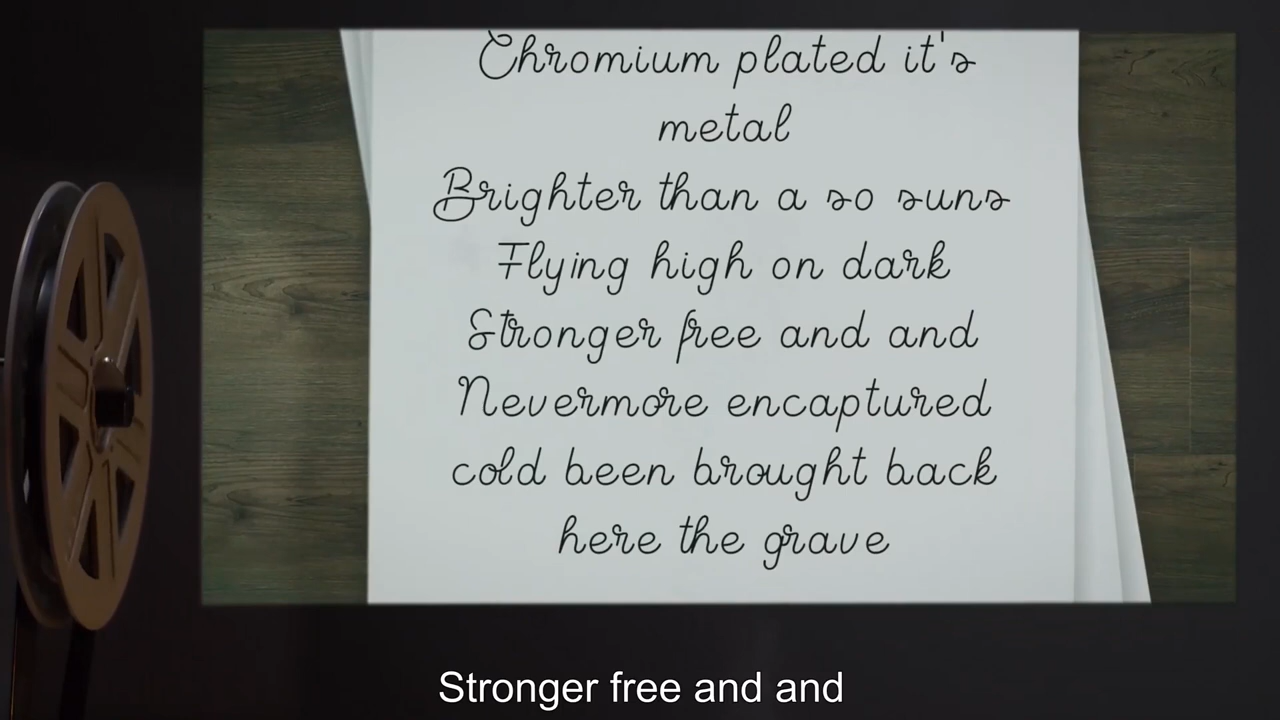 Chromium plated it's
metal
Brighter than a so suns
Flying high on dark
Stronger free and and
Nevermore encaptured
cold been brought back
here the grave
Stronger free and and